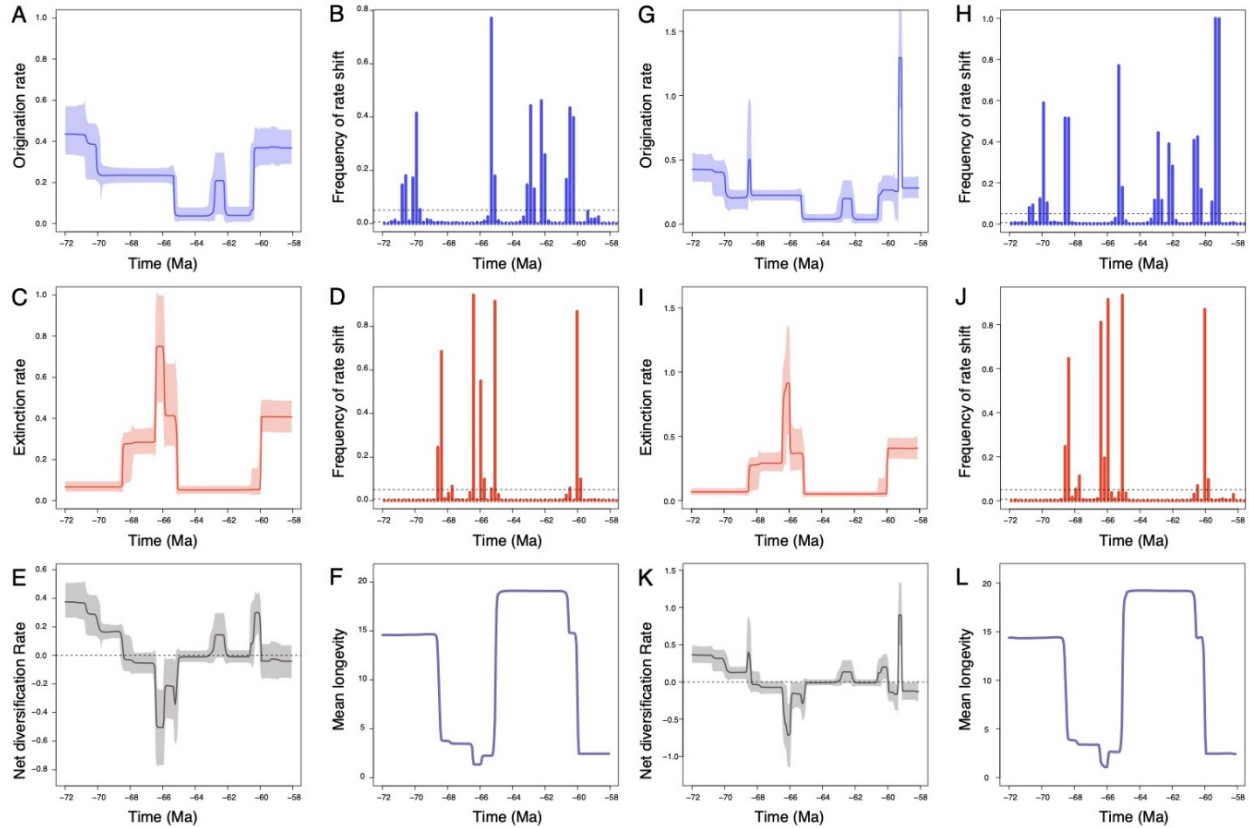 A
1.0
0.8
0.6
0.4
0.2
0.0
Origination rate
−72 −70 −68 −66 −64 −62 −60 −58
Time (Ma)
B
0.8
0.6
0.4
0.2
0.0
Frequency of rate shift
−72 −70 −68 −66 −64 −62 −60 −58
Time (Ma)
G
1.5
1.0
0.5
0.0
Origination rate
−72 −70 −68 −66 −64 −62 −60 −58
Time (Ma)
H
1.0
0.8
0.6
0.4
0.2
0.0
Frequency of rate shift
−72 −70 −68 −66 −64 −62 −60 −58
Time (Ma)
C
1.0
0.8
0.6
0.4
0.2
0.0
Extinction rate
−72 −70 −68 −66 −64 −62 −60 −58
Time (Ma)
D
0.8
0.6
0.4
0.2
0.0
Frequency of rate shift
−72 −70 −68 −66 −64 −62 −60 −58
Time (Ma)
I
1.5
1.0
0.5
0.0
Extinction rate
−72 −70 −68 −66 −64 −62 −60 −58
Time (Ma)
J
0.8
0.6
0.4
0.2
0.0
Frequency of rate shift
−72 −70 −68 −66 −64 −62 −60 −58
Time (Ma)
E
0.6
0.4
0.2
0.0
−0.2
−0.4
−0.6
−0.8
Net diversification Rate
−72 −70 −68 −66 −64 −62 −60 −58
Time (Ma)
F
20
15
10
5
0
Mean longevity
−72 −70 −68 −66 −64 −62 −60 −58
Time (Ma)
K
1.5
1.0
0.5
0.0
−0.5
−1.0
Net diversification Rate
−72 −70 −68 −66 −64 −62 −60 −58
Time (Ma)
L
20
15
10
5
0
Mean longevity
−72 −70 −68 −66 −64 −62 −60 −58
Time (Ma)